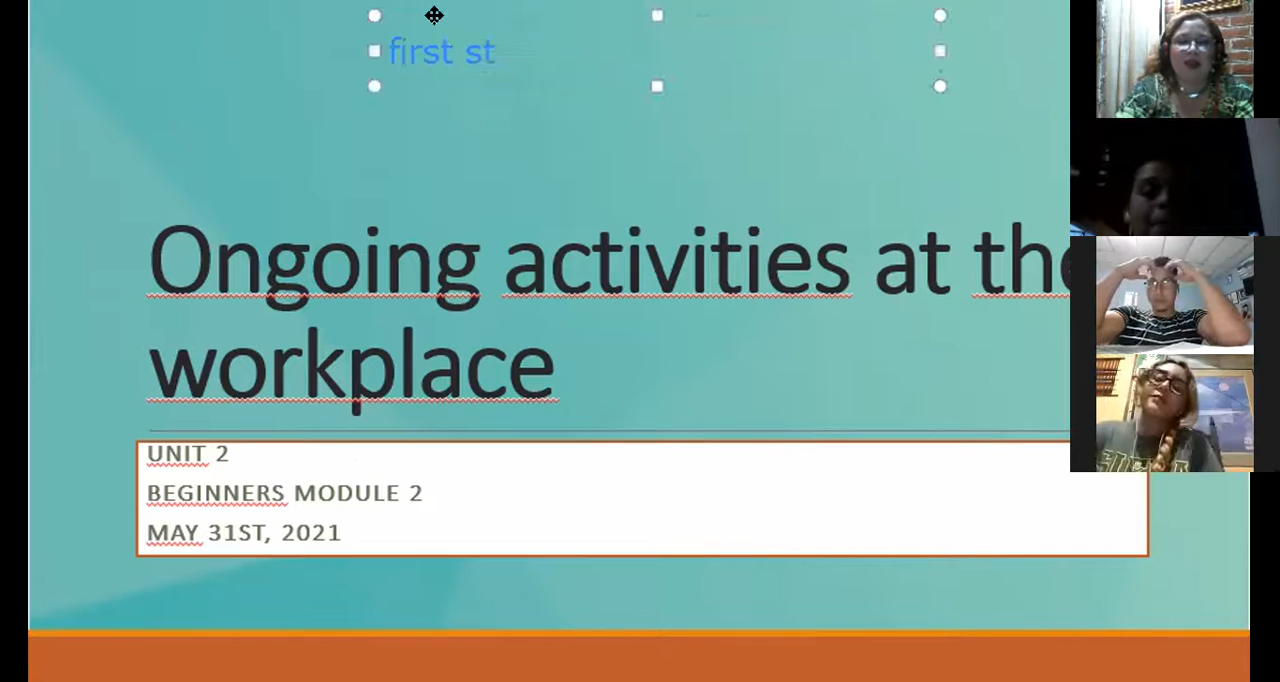 first st
Ongoing activities at the
workplace
UNIT 2
BEGINNERS MODULE 2
MAY 31ST, 2021